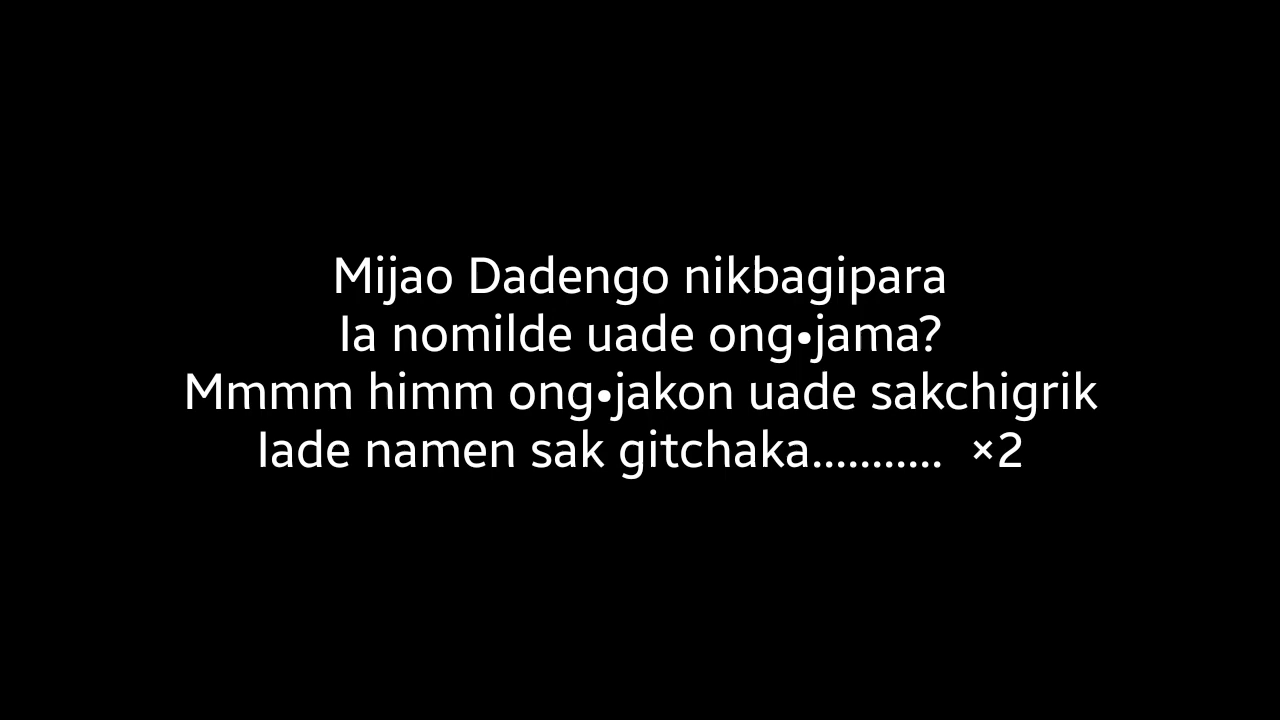 Mijao Dadengo nikbagipara
Ia nomilde uade ong•jama?
Mmmm himm ong•jakon uade sakchigrik
Iade namen sak gitchaka........... ×2